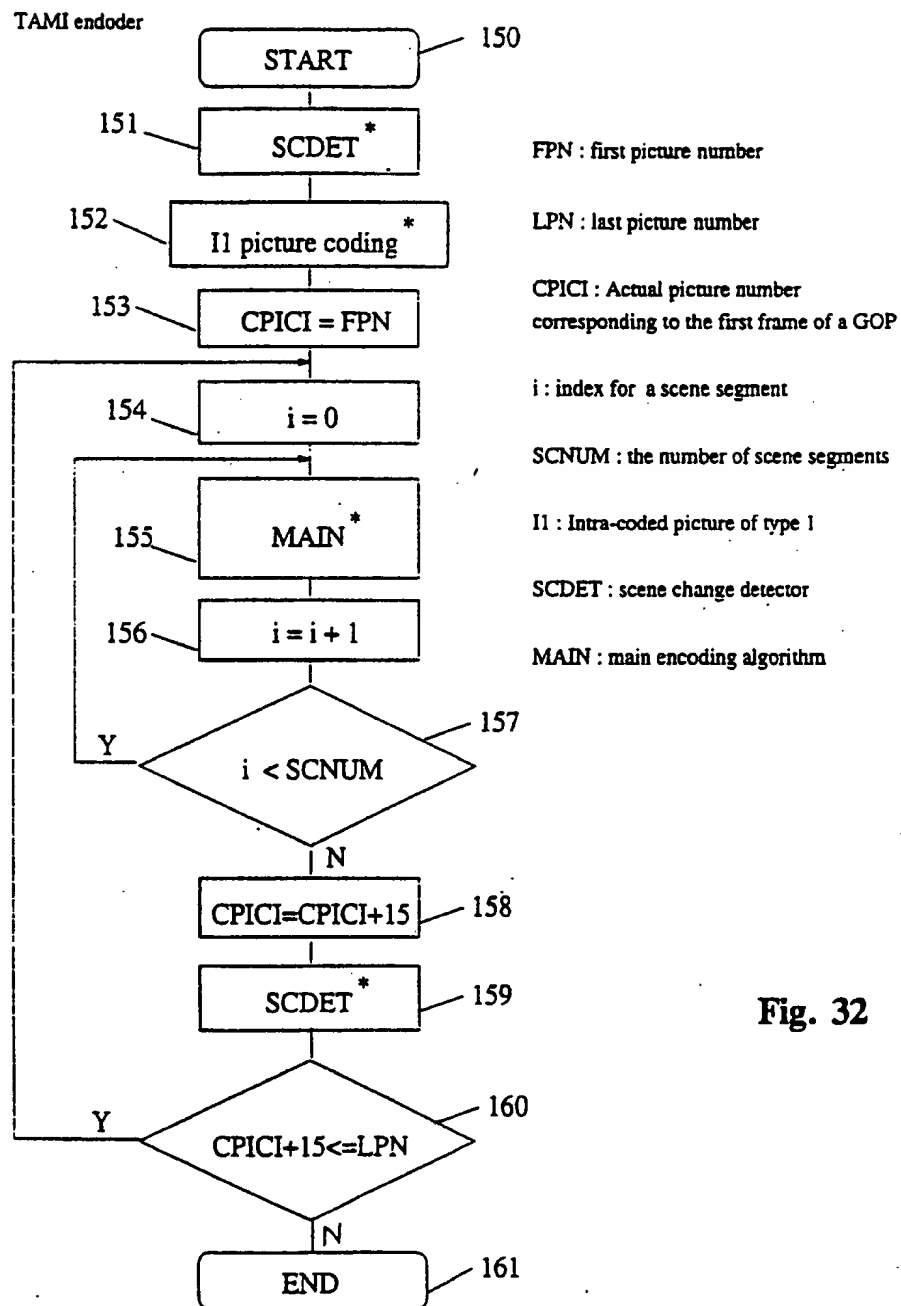 TAMI endoder
150
START
151
SCDET*
152
I1 picture coding*
153
CPICI = FPN
154
i = 0
155
MAIN*
156
i = i + 1
157
Y
i < SCNUM
N
CPICI=CPICI+15
158
SCDET*
159
160
Y
CPICI+15<=LPN
N
END
161
FPN : first picture number
LPN : last picture number
CPICI : Actual picture number
corresponding to the first frame of a GOP
i : index for a scene segment
SCNUM : the number of scene segments
I1 : Intra-coded picture of type 1
SCDET : scene change detector
MAIN : main encoding algorithm
Fig. 32